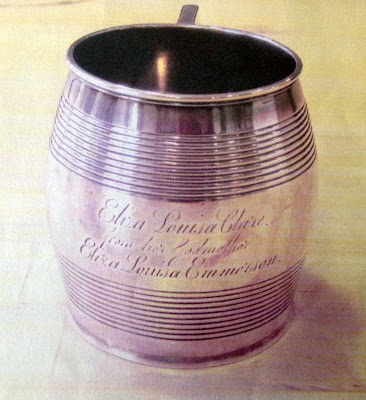 Eliza Louisa Clare.
from her Godmother
Eliza Louisa Emmerson.